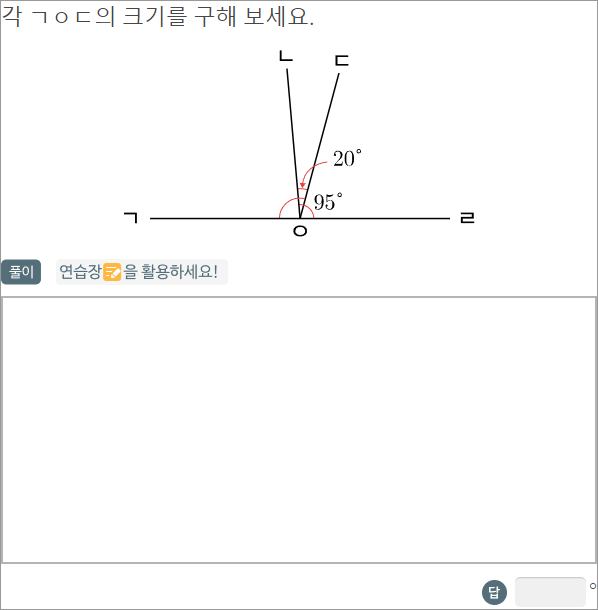 각 ㄱㅇㄷ의 크기를 구해 보세요.
ㄴ ㄷ
20°
95°
ㄱ ㄹ
ㅇ
풀이 연습장을 활용하세요!
답 °